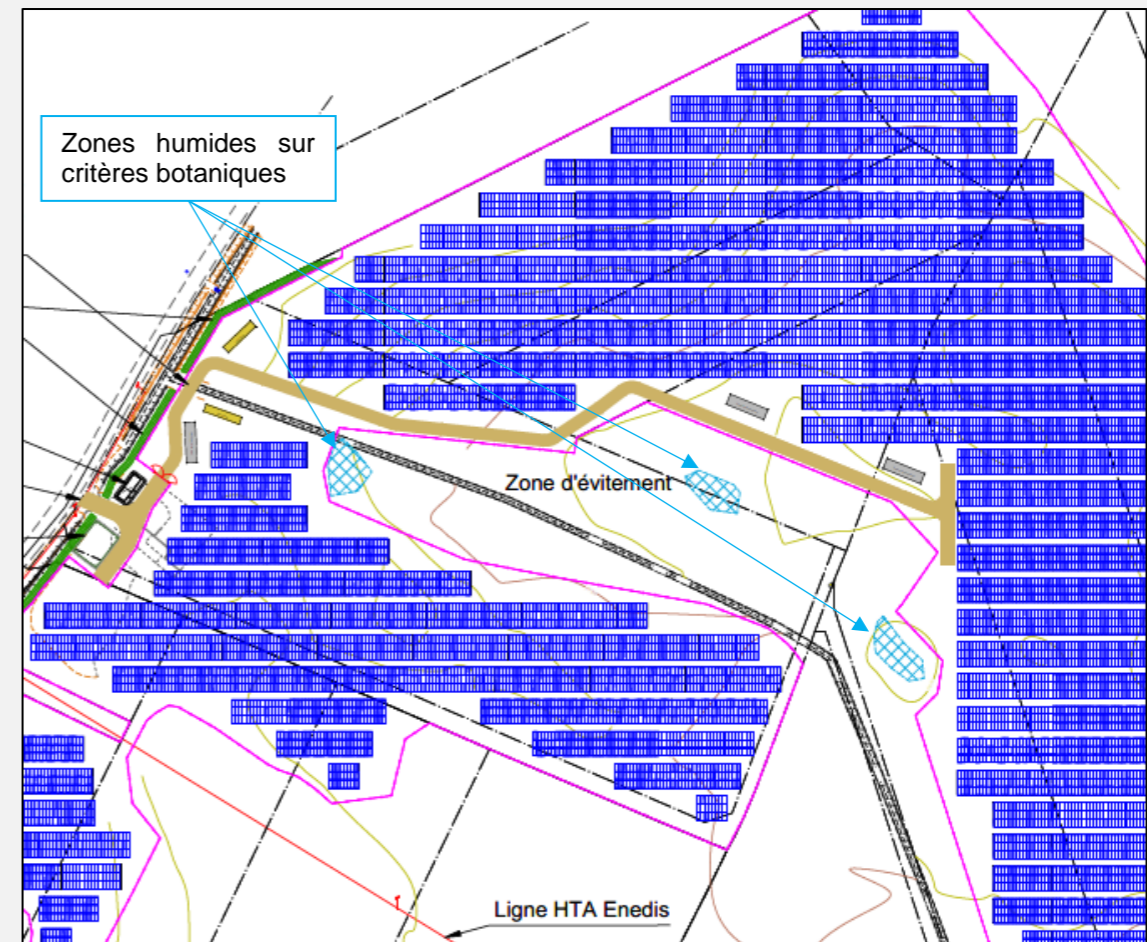 Zones humides sur
critères botaniques
Zone d'évitement
Ligne HTA Enedis